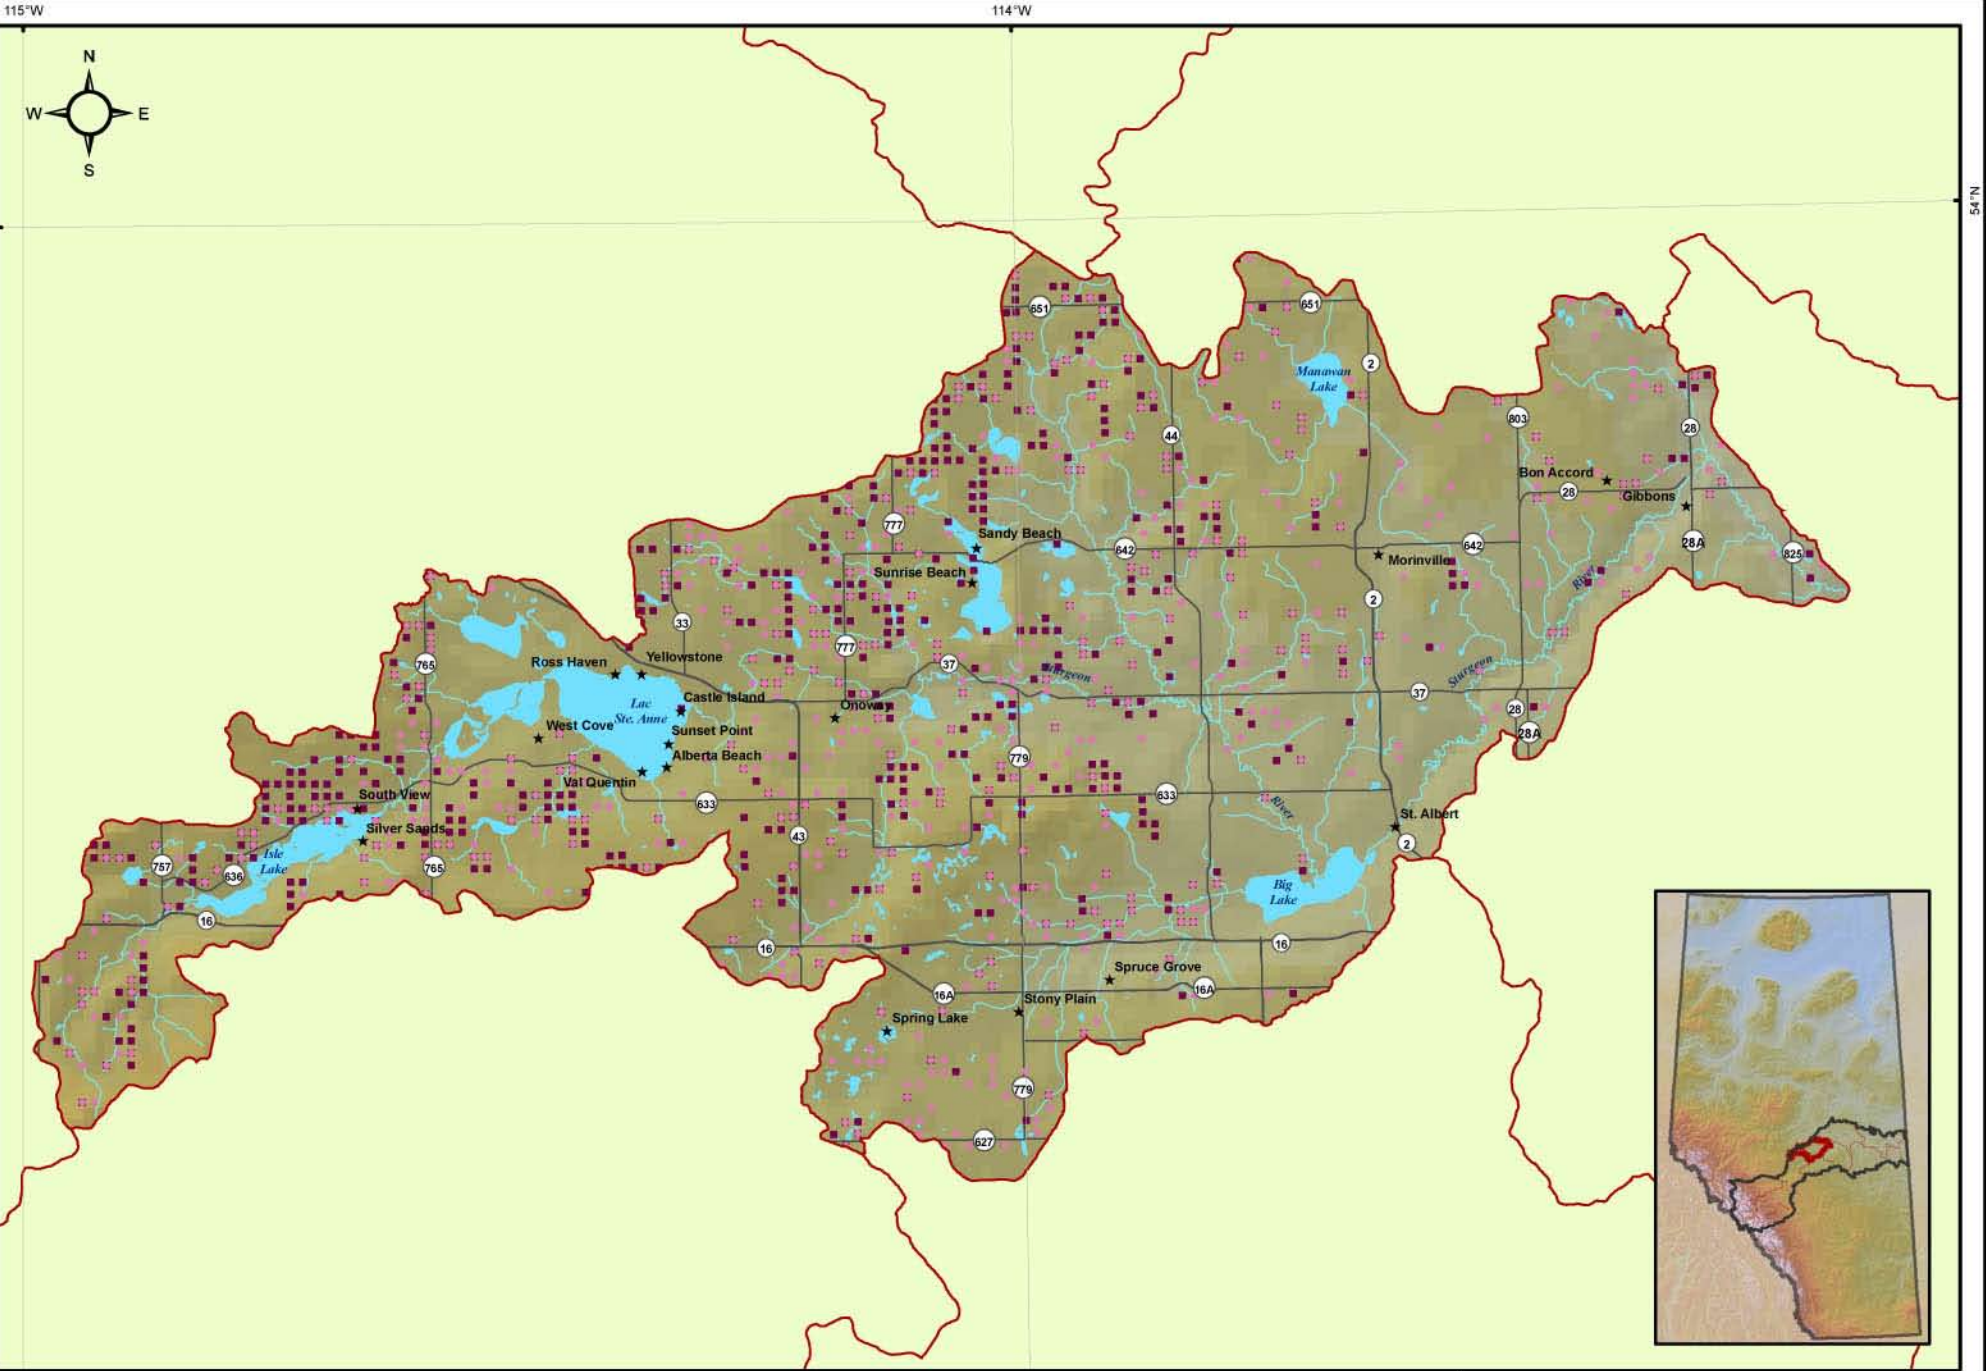 115°W
114°W
N
W E
S
54°N
651
651
2
Manawan
Lake
803
44
28
Bon Accord
28
Gibbons
777
Sandy Beach
642
642
28A
Morinville
825
Sunrise Beach
River
2
33
777
Ross Haven
Yellowstone
765
37
Sturgeon
Sturgeon
Castle Island
37
Lac
Ste. Anne
Onoway
28
West Cove
Sunset Point
28A
Alberta Beach
779
Val Quentin
South View
633
633
River
St. Albert
Silver Sands
43
2
Isle
Lake
757
636
765
Big
Lake
16
16
16
Spruce Grove
16A
16A
Stony Plain
Spring Lake
779
627